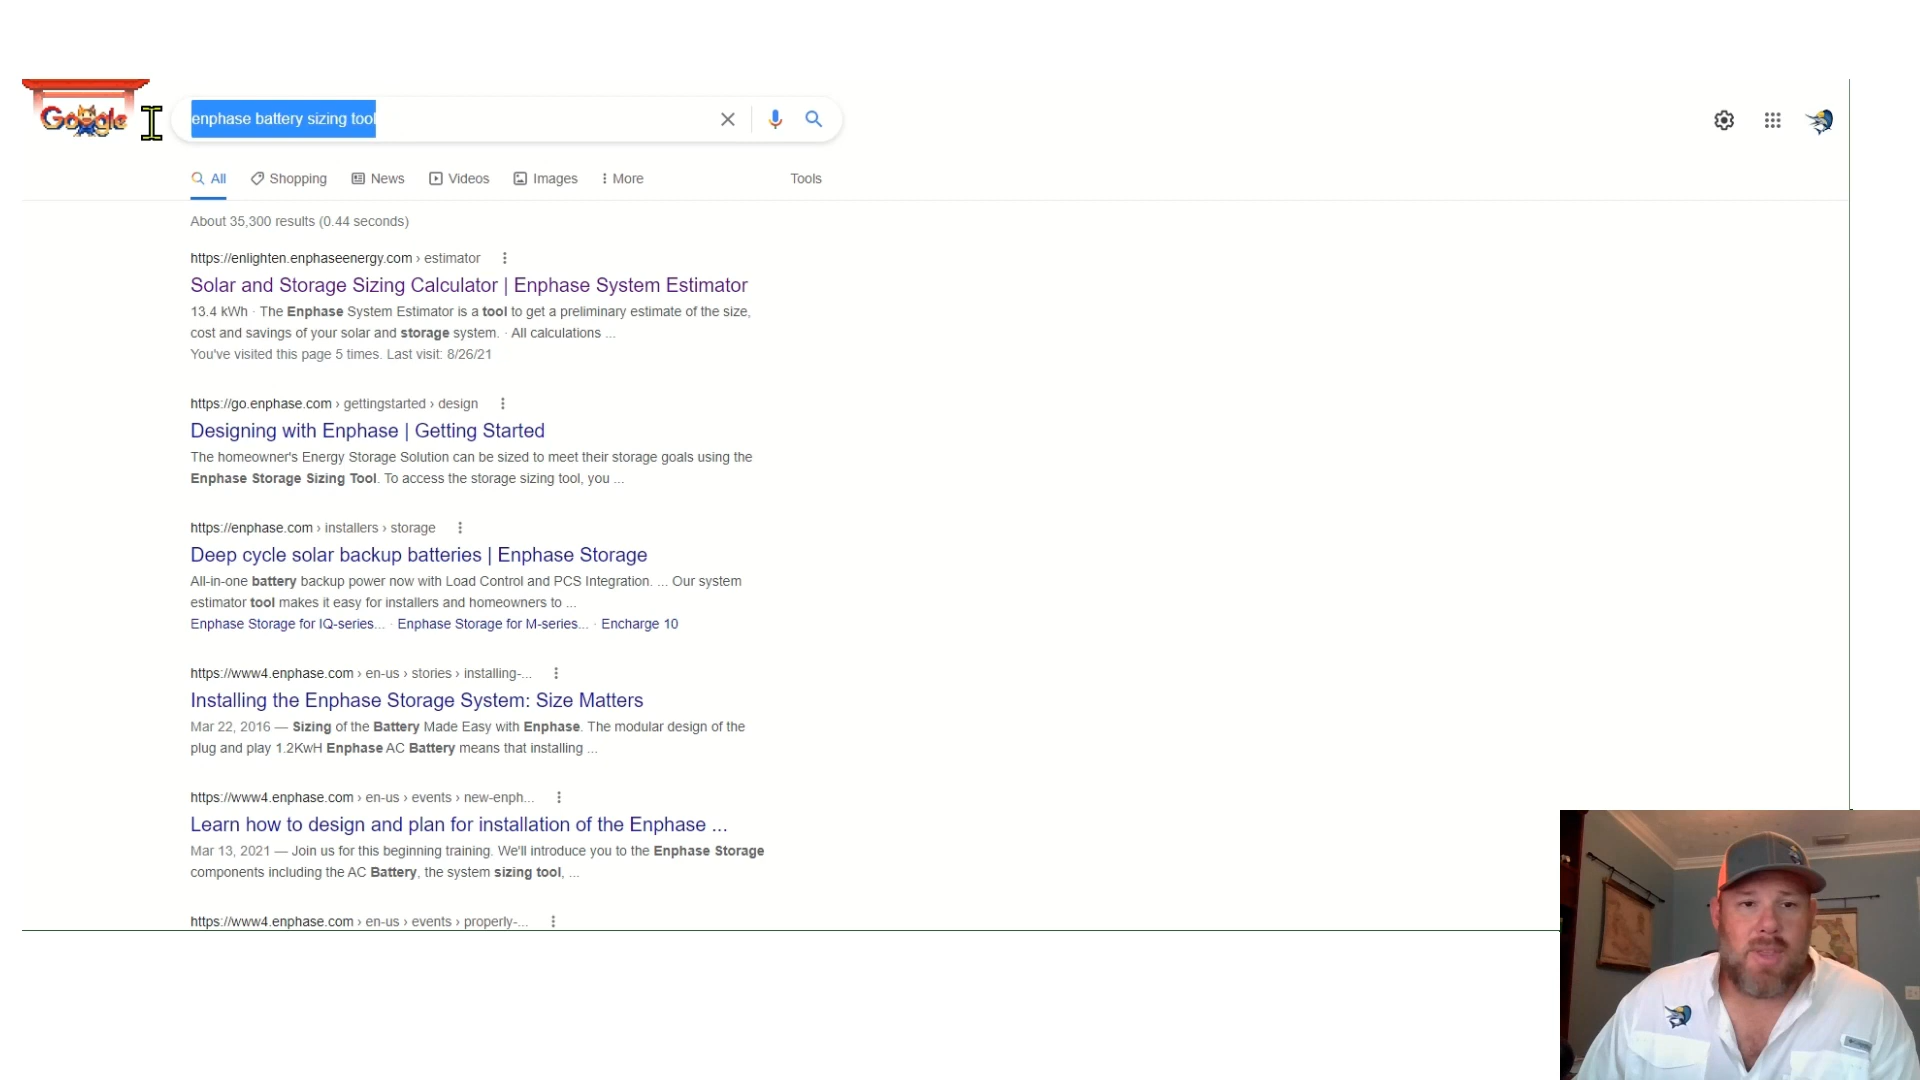 Google
enphase battery sizing tool
All Shopping News Videos Images More Tools
About 35,300 results (0.44 seconds)
https://enlighten.enphaseenergy.com › estimator
Solar and Storage Sizing Calculator | Enphase System Estimator
13.4 kWh · The Enphase System Estimator is a tool to get a preliminary estimate of the size,
cost and savings of your solar and storage system. · All calculations ...
You've visited this page 5 times. Last visit: 8/26/21
https://go.enphase.com › gettingstarted › design
Designing with Enphase | Getting Started
The homeowner's Energy Storage Solution can be sized to meet their storage goals using the
Enphase Storage Sizing Tool. To access the storage sizing tool, you ...
https://enphase.com › installers › storage
Deep cycle solar backup batteries | Enphase Storage
All-in-one battery backup power now with Load Control and PCS Integration. ... Our system
estimator tool makes it easy for installers and homeowners to ...
Enphase Storage for IQ-series... · Enphase Storage for M-series... · Encharge 10
https://www4.enphase.com › en-us › stories › installing-...
Installing the Enphase Storage System: Size Matters
Mar 22, 2016 — Sizing of the Battery Made Easy with Enphase. The modular design of the
plug and play 1.2KwH Enphase AC Battery means that installing ...
https://www4.enphase.com › en-us › events › new-enph...
Learn how to design and plan for installation of the Enphase ...
Mar 13, 2021 — Join us for this beginning training. We'll introduce you to the Enphase Storage
components including the AC Battery, the system sizing tool, ...
https://www4.enphase.com › en-us › events › properly-...